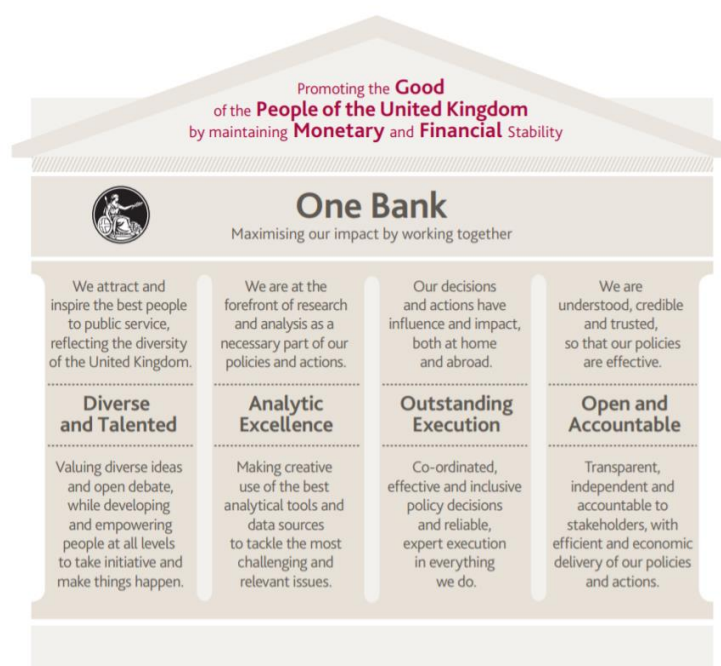 Promoting the Good
of the People of the United Kingdom
by maintaining Monetary and Financial Stability
One Bank
Maximising our impact by working together
We attract and
inspire the best people
to public service,
reflecting the diversity
of the United Kingdom.
Diverse
and Talented
Valuing diverse ideas
and open debate,
while developing
and empowering
people at all levels
to take initiative and
make things happen.
We are at the
forefront of research
and analysis as a
necessary part of our
policies and actions.
Analytic
Excellence
Making creative
use of the best
analytical tools and
data sources
to tackle the most
challenging and
relevant issues.
Our decisions
and actions have
influence and impact,
both at home
and abroad.
Outstanding
Execution
Co-ordinated,
effective and inclusive
policy decisions
and reliable,
expert execution
in everything
we do.
We are
understood, credible
and trusted,
so that our policies
are effective.
Open and
Accountable
Transparent,
independent and
accountable to
stakeholders, with
efficient and economic
delivery of our policies
and actions.